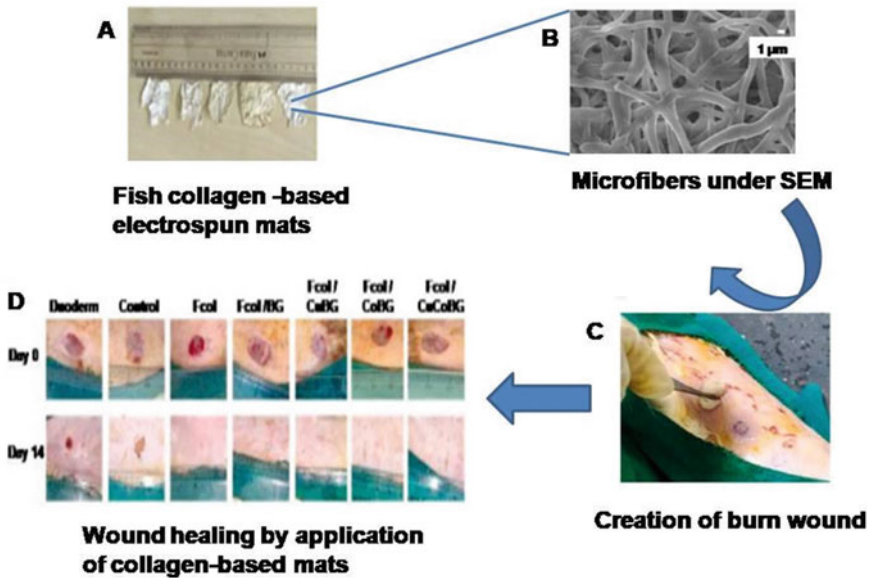 A
B
1 µm
Fish collagen -based
electrospun mats
Microfibers under SEM
D
Duoderm Control Fcol Fcol /BG Fcol / CuBG Fcol / CoBG Fcol / CuCoBG
Day 0
Day 14
C
Wound healing by application
of collagen-based mats
Creation of burn wound